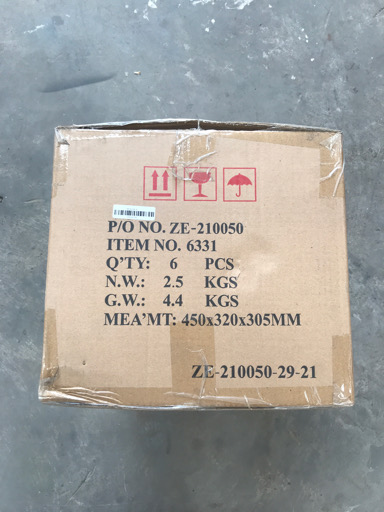 P/O NO. ZE-210050
ITEM NO. 6331
Q'TY: 6 PCS
N.W.: 2.5 KGS
G.W.: 4.4 KGS
MEA'MT: 450x320x305MM
ZE-210050-29-21